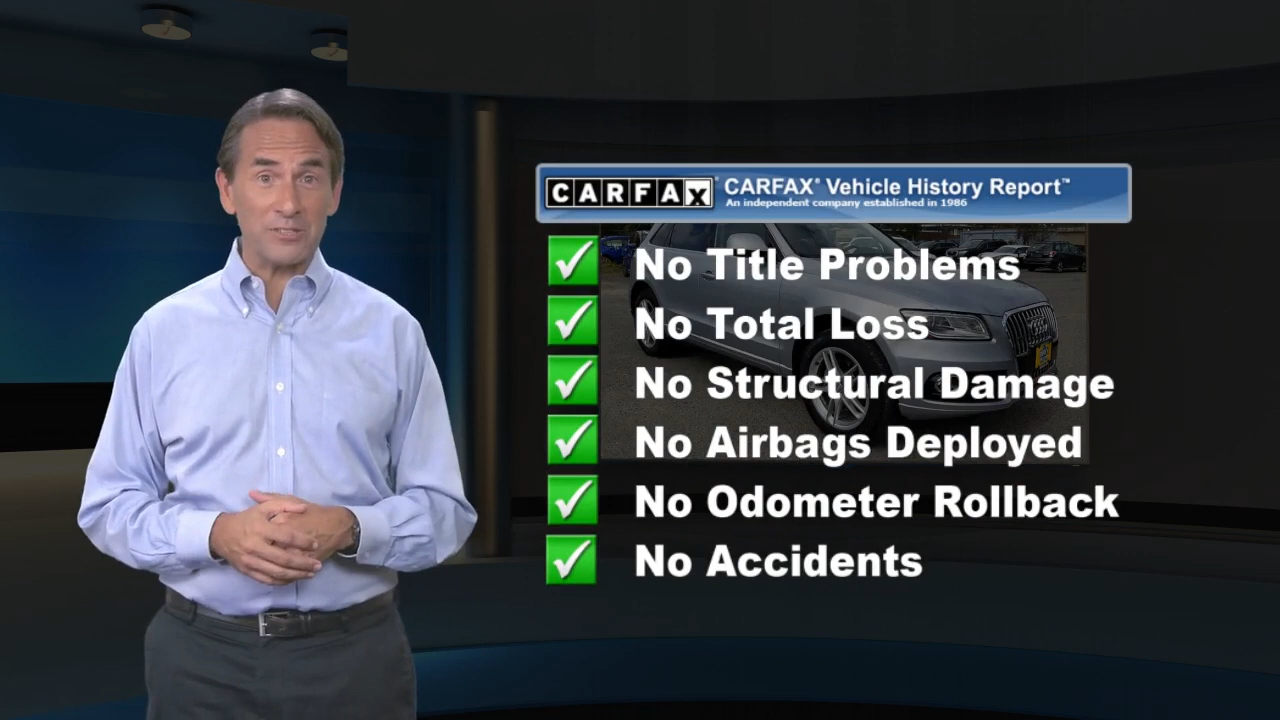 CARFAX
CARFAX® Vehicle History Report™
An independent company established in 1986
No Title Problems
No Total Loss
No Structural Damage
No Airbags Deployed
No Odometer Rollback
No Accidents